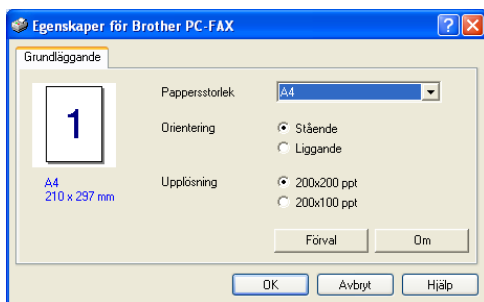 Egenskaper för Brother PC-FAX
Grundläggande
1
A4
210 x 297 mm
Pappersstorlek A4
Orientering Stående
Liggande
Upplösning 200x200 ppt
200x100 ppt
Förval Om
OK Avbryt Hjälp